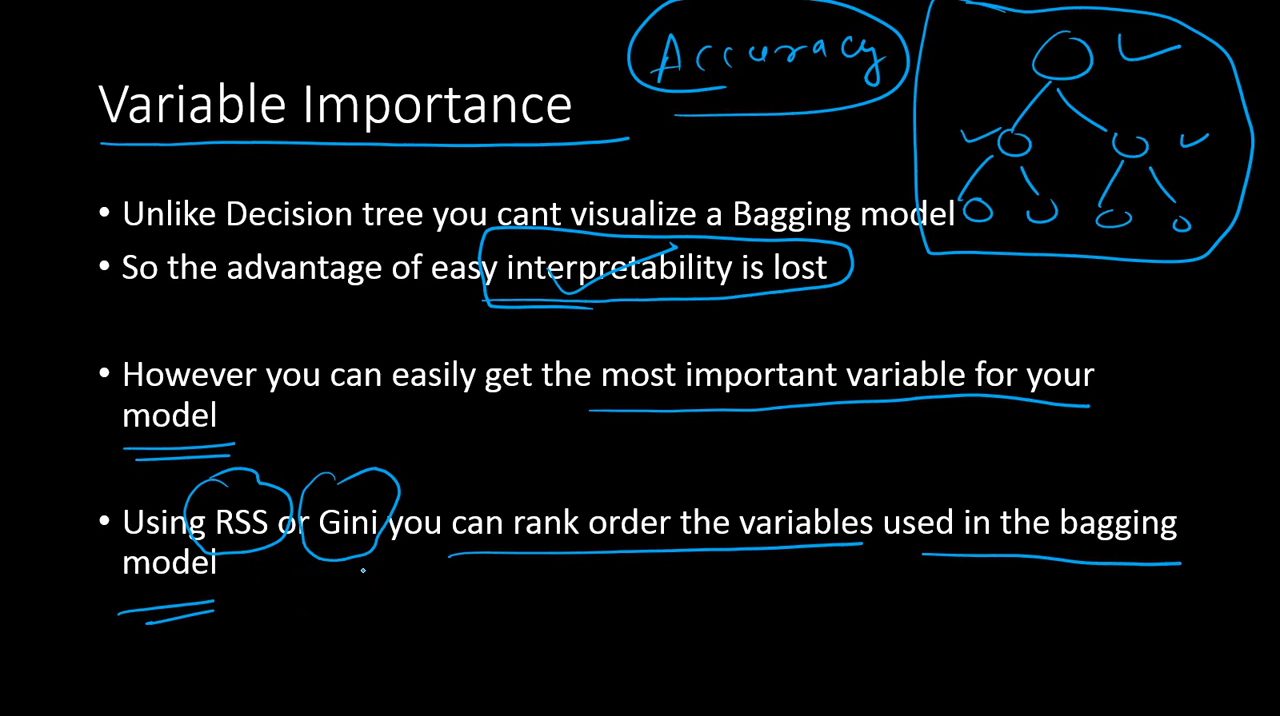 Accuracy
Variable Importance
• Unlike Decision tree you cant visualize a Bagging model
• So the advantage of easy interpretability is lost
• However you can easily get the most important variable for your
model
• Using RSS or Gini you can rank order the variables used in the bagging
model